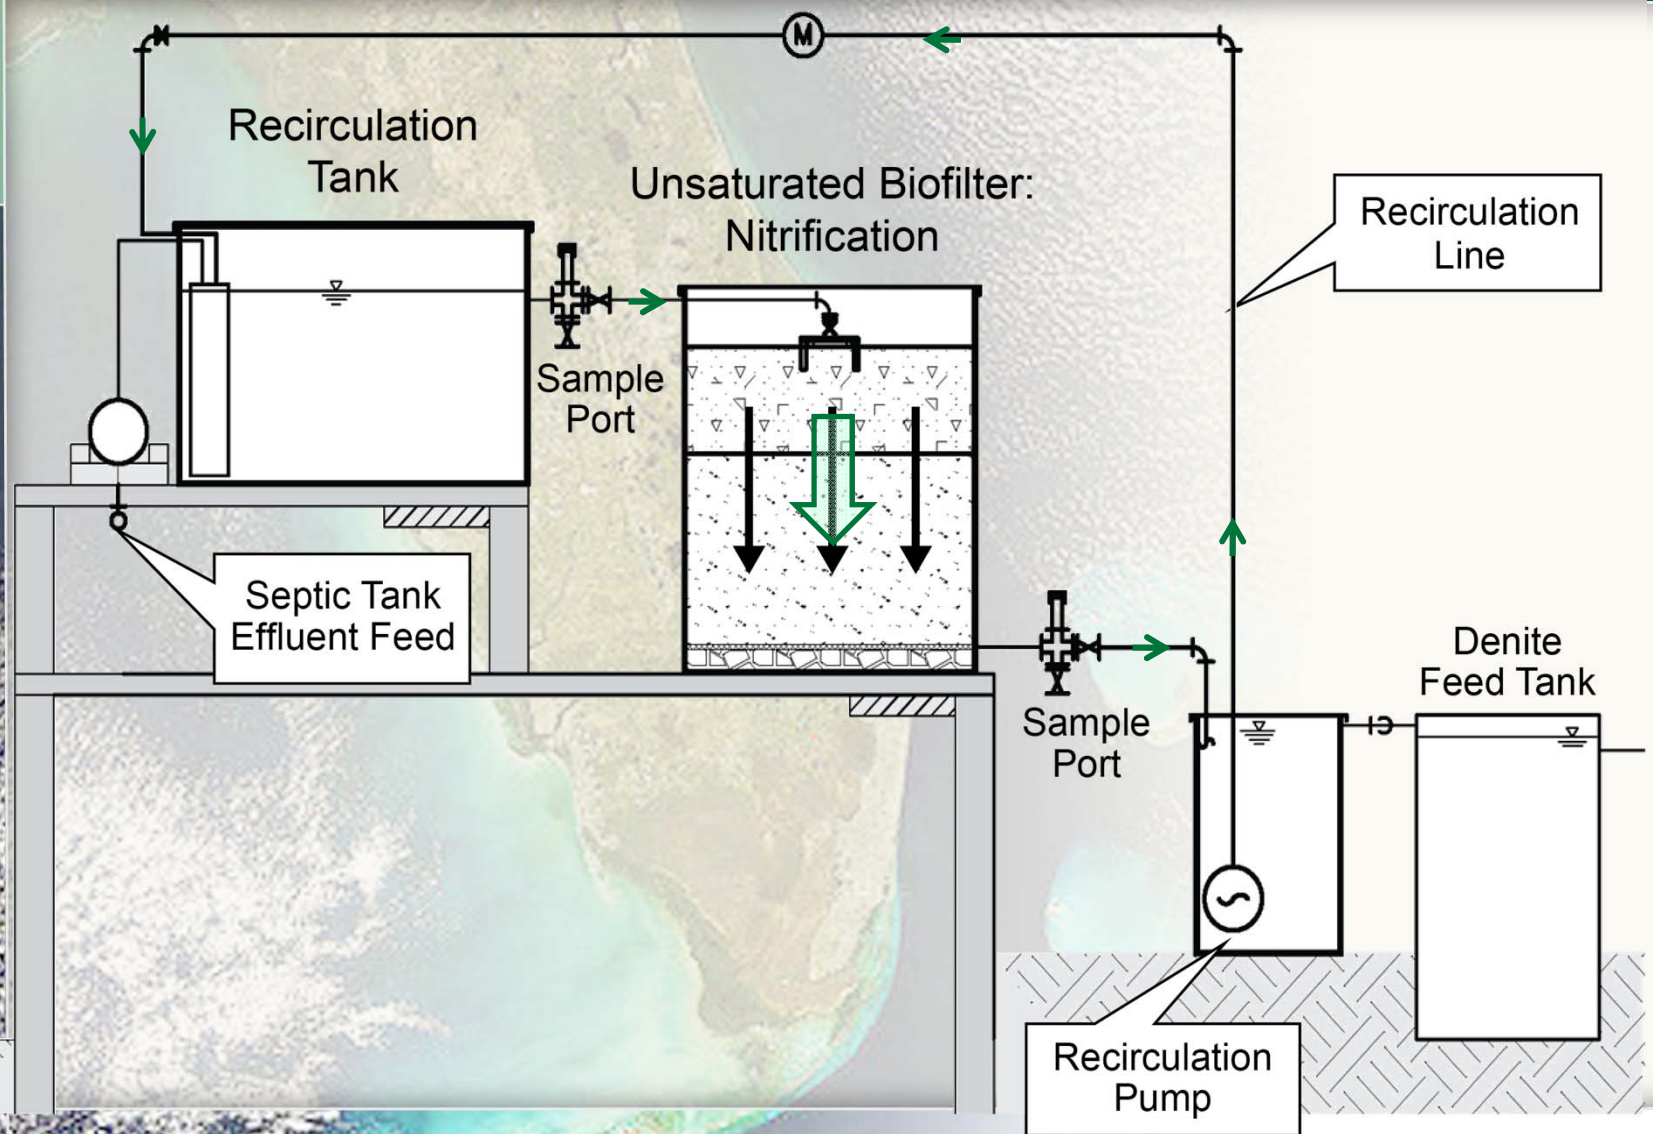 M
Recirculation
Tank
Unsaturated Biofilter:
Nitrification
Recirculation
Line
Sample
Port
Septic Tank
Effluent Feed
Denite
Feed Tank
Sample
Port
Recirculation
Pump